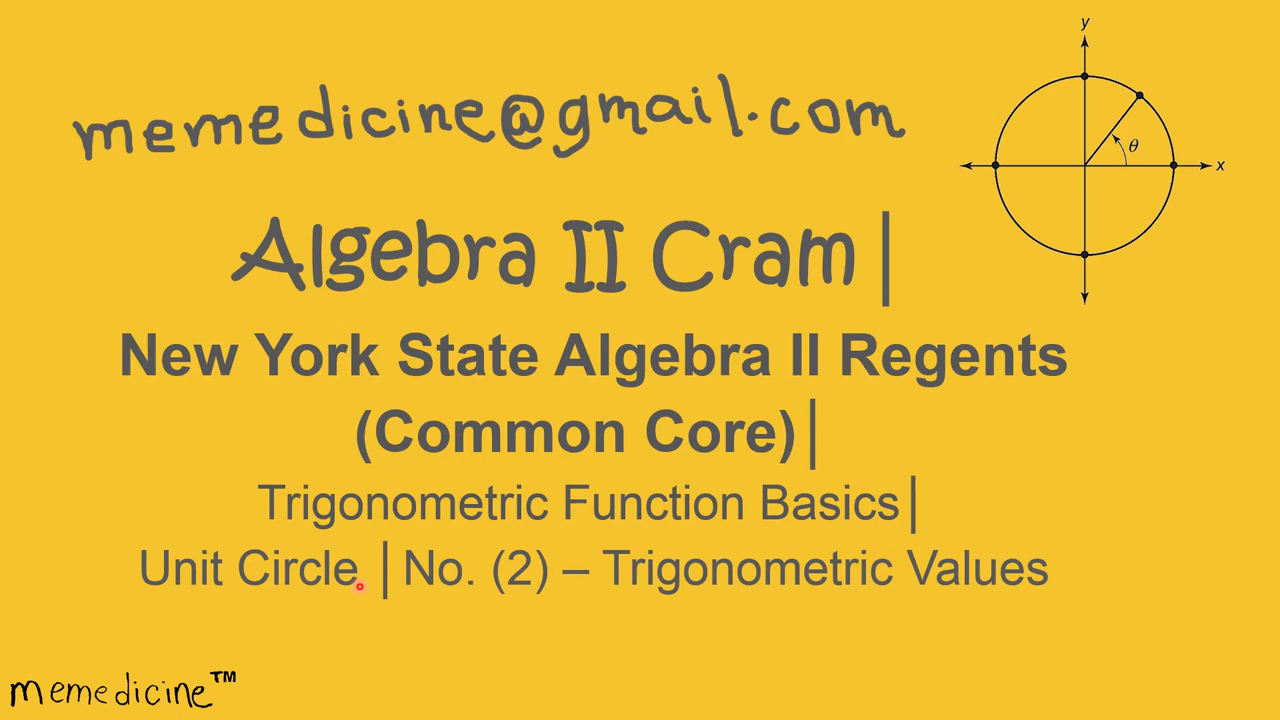 memedicine@gmail.com
y
θ
x
Algebra II Cram|
New York State Algebra II Regents
(Common Core)|
Trigonometric Function Basics|
Unit Circle |No. (2) – Trigonometric Values
memedicine™